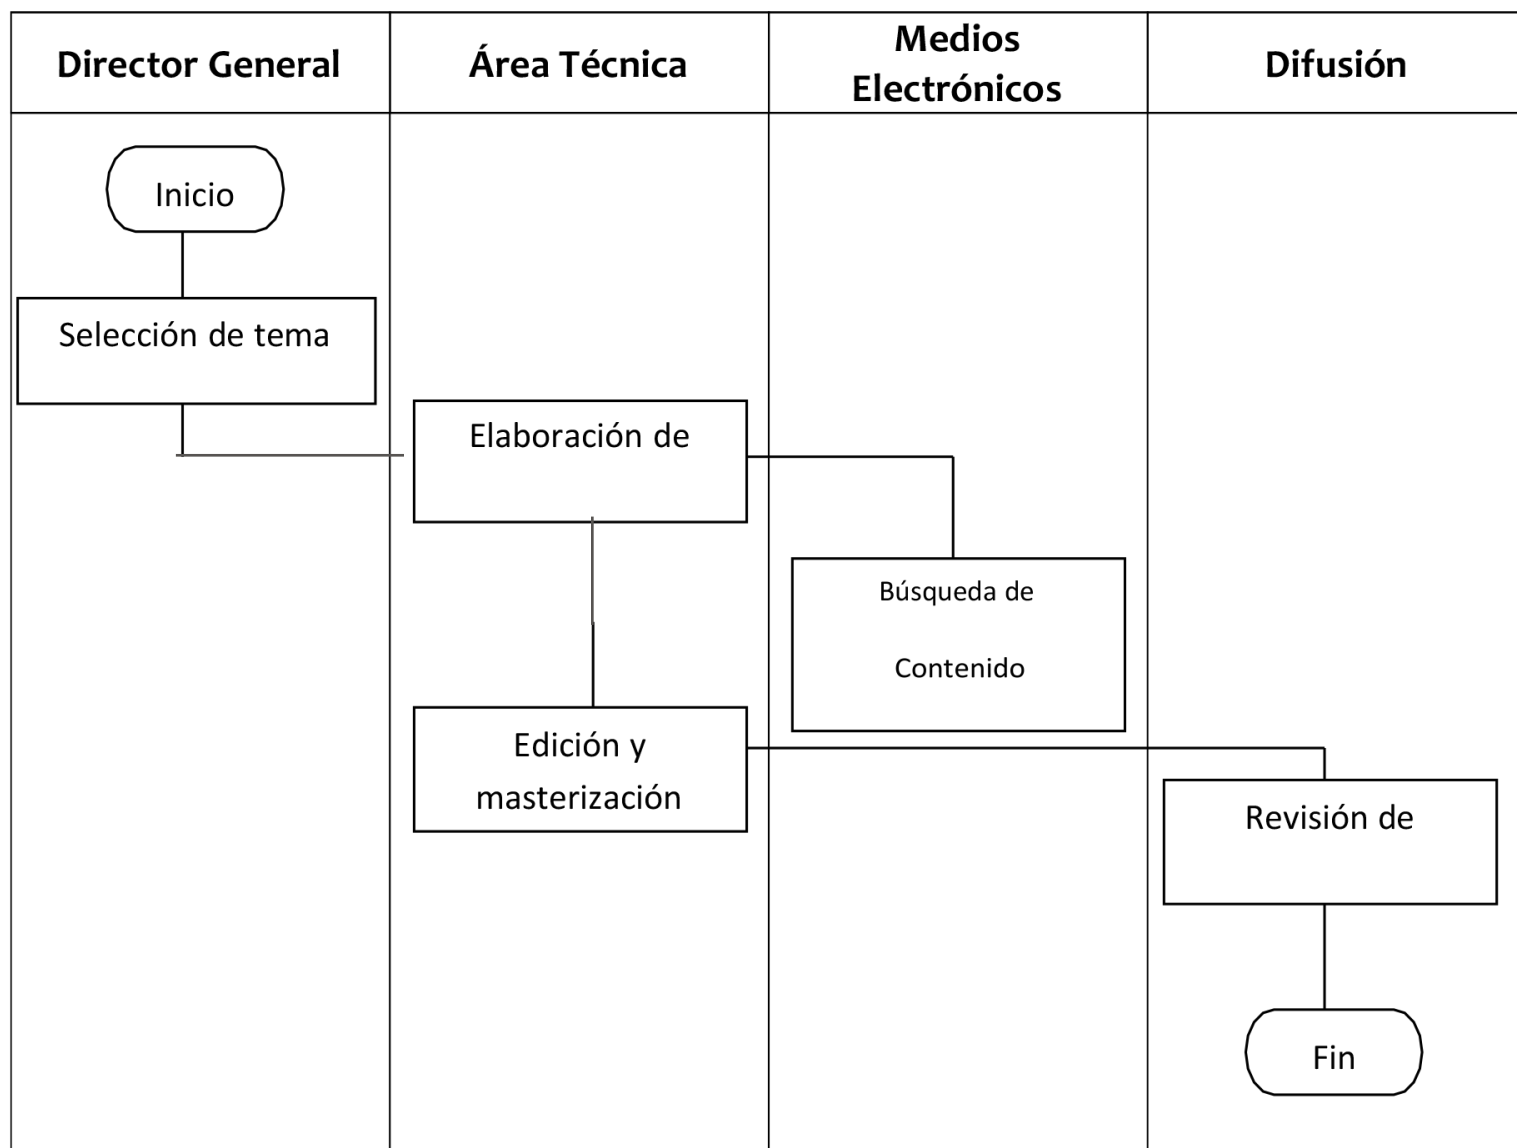 Director General
Área Técnica
Medios
Electrónicos
Difusión
Inicio
Selección de tema
Elaboración de
Búsqueda de
Contenido
Edición y
masterización
Revisión de
Fin